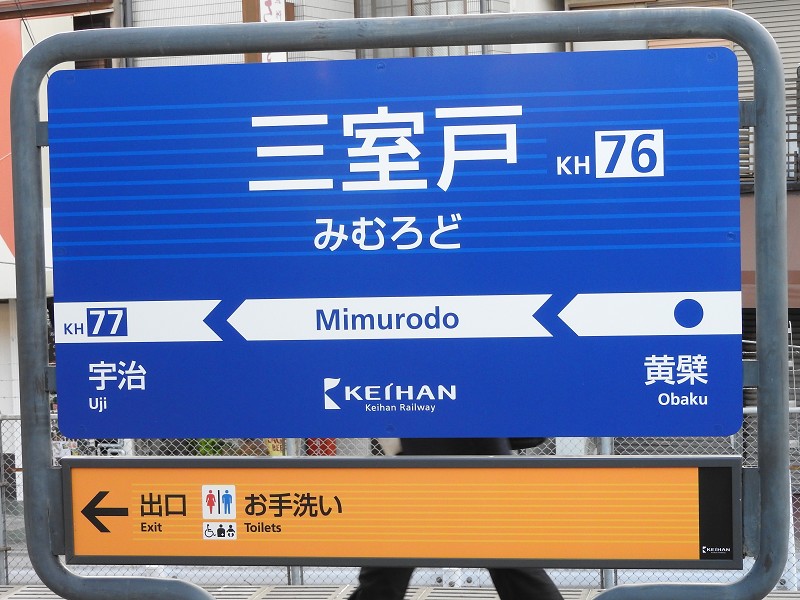 三室戸 KH 76
みむろど
KH 77 Mimurodo
宇治 黄檗
Uji Obaku
KEIHAN
Keihan Railway
出口 お手洗い
Exit Toilets
KEIHAN